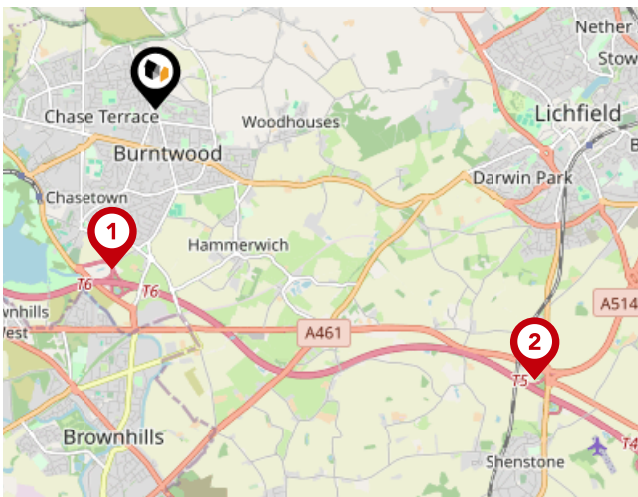 Nether
Stow
Chase Terrace
Woodhouses
Lichfield
Burntwood
B
Darwin Park
Chasetown
1
Hammerwich
T6
T6
A514
wnhills
West
A461
2
T5
Brownhills
T4
Shenstone